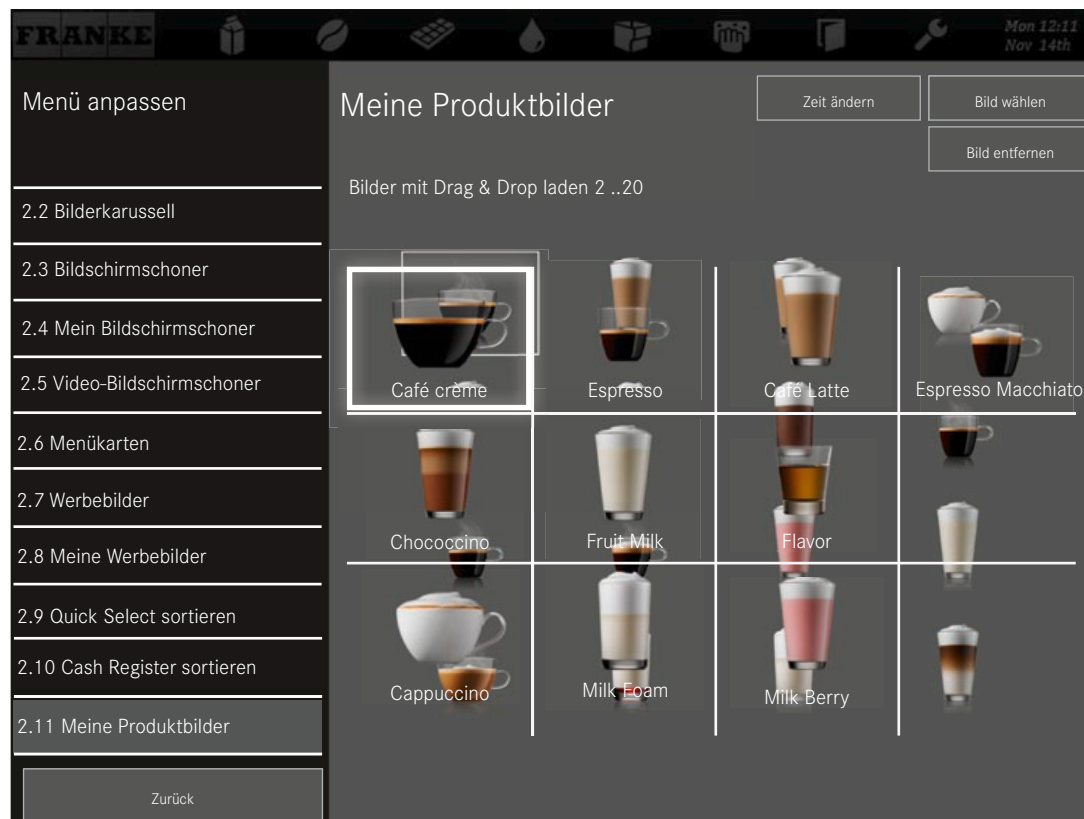 FRANKE
Mon 12:11
Nov 14th
Menü anpassen
2.2 Bilderkarussell
2.3 Bildschirmschoner
2.4 Mein Bildschirmschoner
2.5 Video-Bildschirmschoner
2.6 Menükarten
2.7 Werbebilder
2.8 Meine Werbebilder
2.9 Quick Select sortieren
2.10 Cash Register sortieren
2.11 Meine Produktbilder
Zurück
Meine Produktbilder
Zeit ändern
Bild wählen
Bild entfernen
Bilder mit Drag & Drop laden 2 ..20
Café crème
Espresso
Café Latte
Espresso Macchiato
Chococcino
Fruit Milk
Flavor
Cappuccino
Milk Foam
Milk Berry